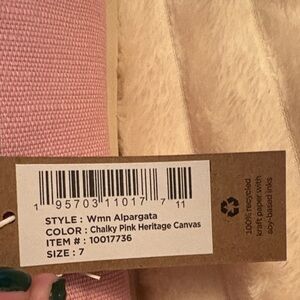 1 95703 11017 7 11
STYLE : Wmn Alpargata
COLOR : Chalky Pink Heritage Canvas
ITEM # : 10017736
SIZE : 7
100% recycled
kraft paper with
soy-based inks